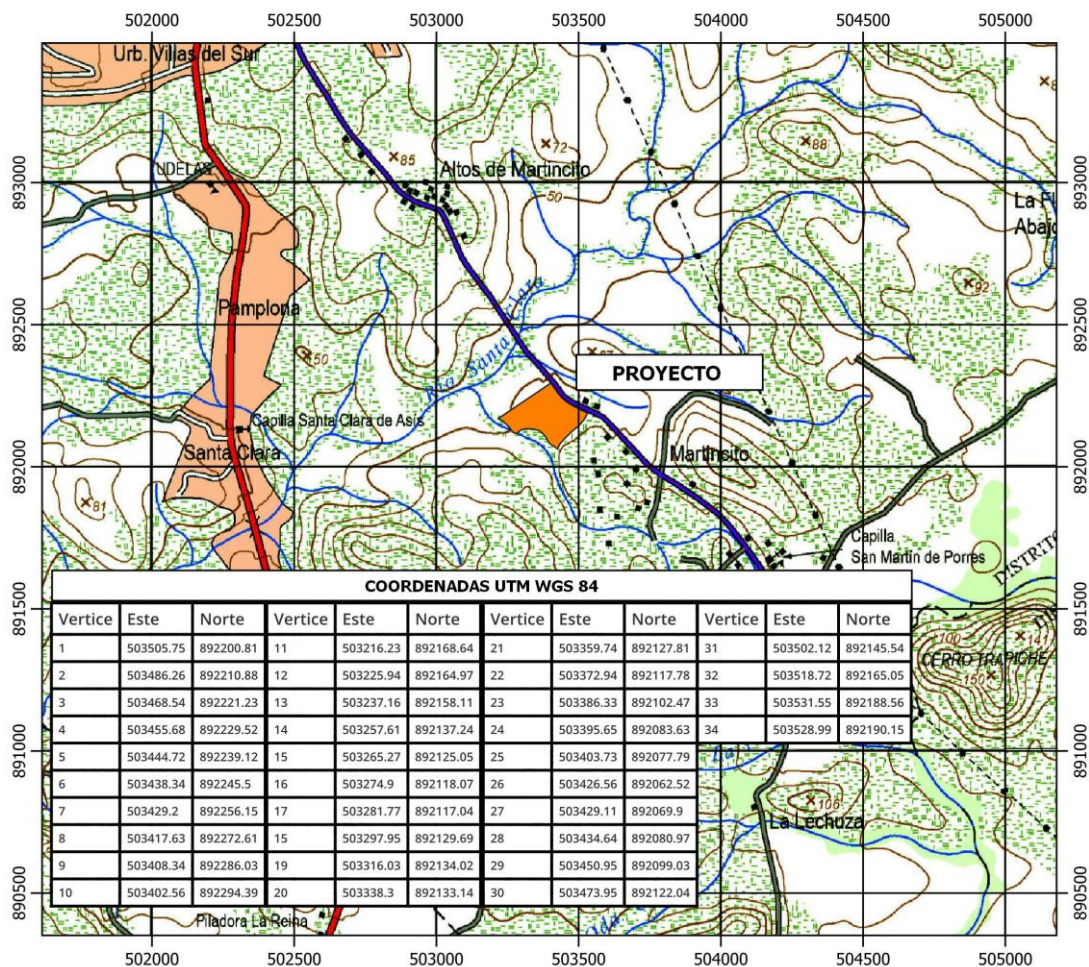 502000 502500 503000 503500 504000 504500 505000
Urb. Villas del Sur
72
88
85
UDELAS
Altos de Martincito
893000
893000
50
La
Abajo
92
Pamplona
Río Santa Clara
892500
892500
50
PROYECTO
Capilla Santa Clara de Asis
Santa Clara
Martincito
892000
892000
81
Capilla
San Martín de Porres
DISTRITO
COORDENADAS UTM WGS 84
Vertice Este Norte Vertice Este Norte Vertice Este Norte Vertice Este Norte
1 503505.75 892200.81 11 503216.23 892168.64 21 503359.74 892127.81 31 503502.12 892145.54
2 503486.26 892210.88 12 503225.94 892164.97 22 503372.94 892117.78 32 503518.72 892165.05
3 503468.54 892221.23 13 503237.16 892158.11 23 503386.33 892102.47 33 503531.55 892188.56
4 503455.68 892229.52 14 503257.61 892137.24 24 503395.65 892083.63 34 503528.99 892190.15
5 503444.72 892239.12 15 503265.27 892125.05 25 503403.73 892077.79
6 503438.34 892245.5 16 503274.9 892118.07 26 503426.56 892062.52
7 503429.2 892256.15 17 503281.77 892117.04 27 503429.11 892069.9
8 503417.63 892272.61 15 503297.95 892129.69 28 503434.64 892080.97
9 503408.34 892286.03 19 503316.03 892134.02 29 503450.95 892099.03
10 503402.56 892294.39 20 503338.3 892133.14 30 503473.95 892122.04
891500
891500
100
141
CERRO TRAPICHE
150
891000
891000
106
La Lechuza
890500
890500
Piladora La Reina
502000 502500 503000 503500 504000 504500 505000